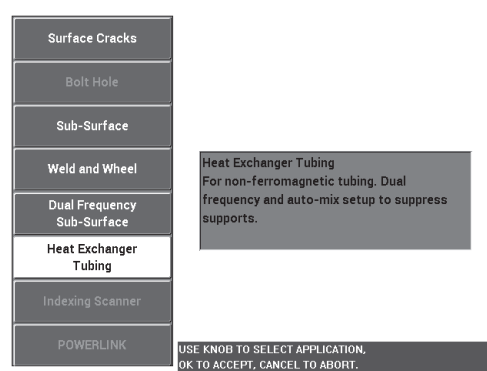 Surface Cracks
Bolt Hole
Sub-Surface
Weld and Wheel
Dual Frequency
Sub-Surface
Heat Exchanger
Tubing
Indexing Scanner
POWERLINK
Heat Exchanger Tubing
For non-ferromagnetic tubing. Dual
frequency and auto-mix setup to suppress
supports.
USE KNOB TO SELECT APPLICATION,
OK TO ACCEPT, CANCEL TO ABORT.